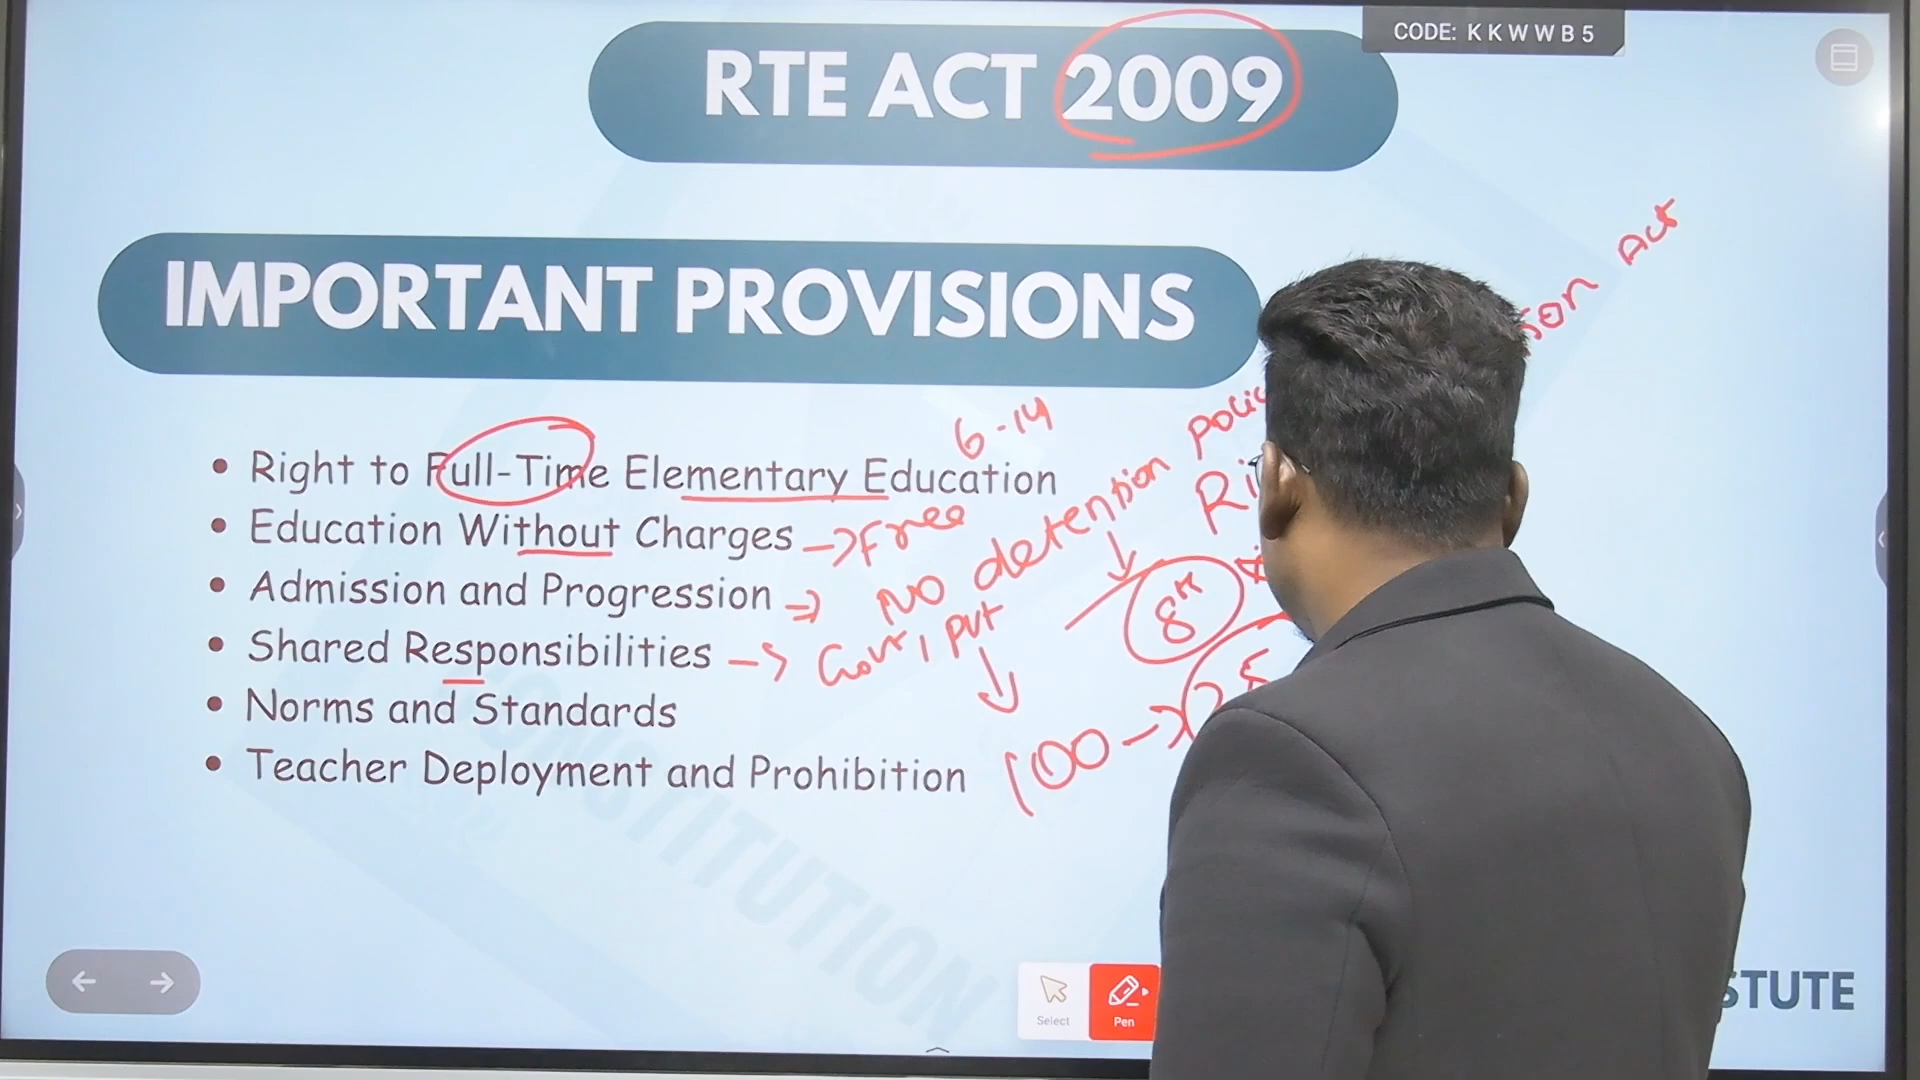 CODE: K K W W B 5
RTE ACT 2009
Act
IMPORTANT PROVISIONS
6-14
• Right to Full-Time Elementary Education
• Education Without Charges → Free
• Admission and Progression → No detention
8th
• Shared Responsibilities → Govt, Pvt
• Norms and Standards
• Teacher Deployment and Prohibition
100 →
CONSTITUTION
Select
Pen